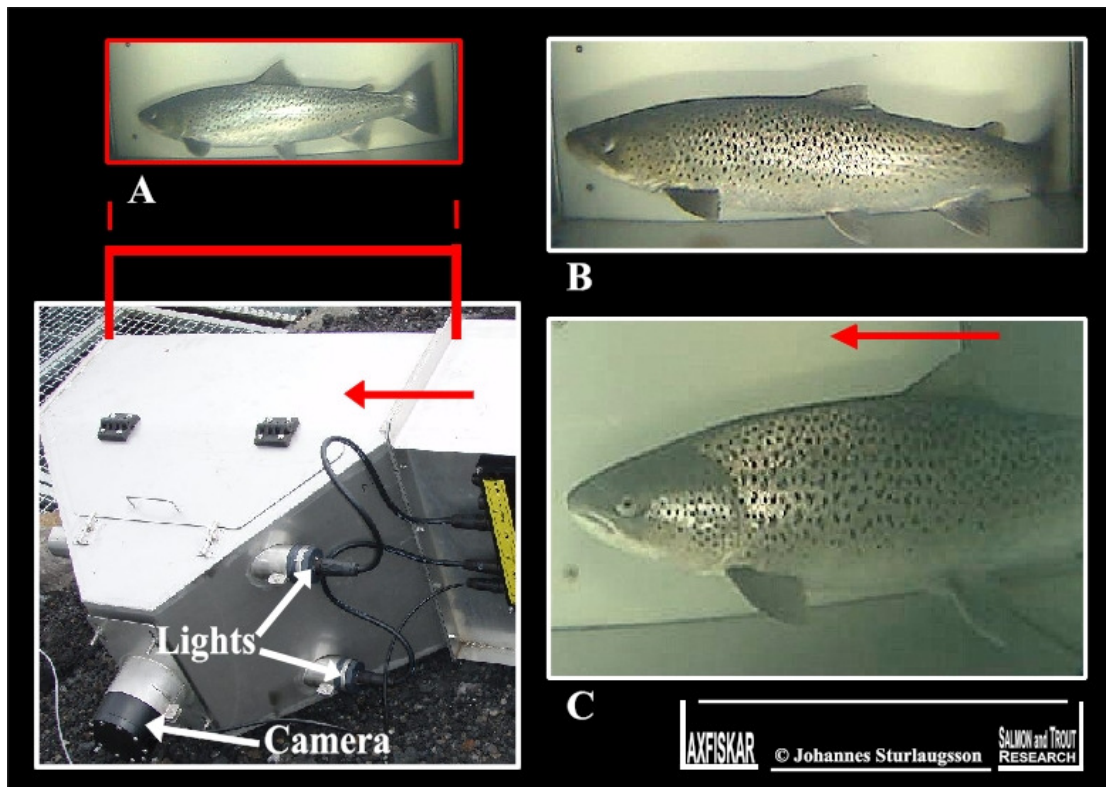 A
B
Lights
Camera
C
LAXFISKAR
© Johannes Sturlaugsson
SALMON and TROUT
RESEARCH